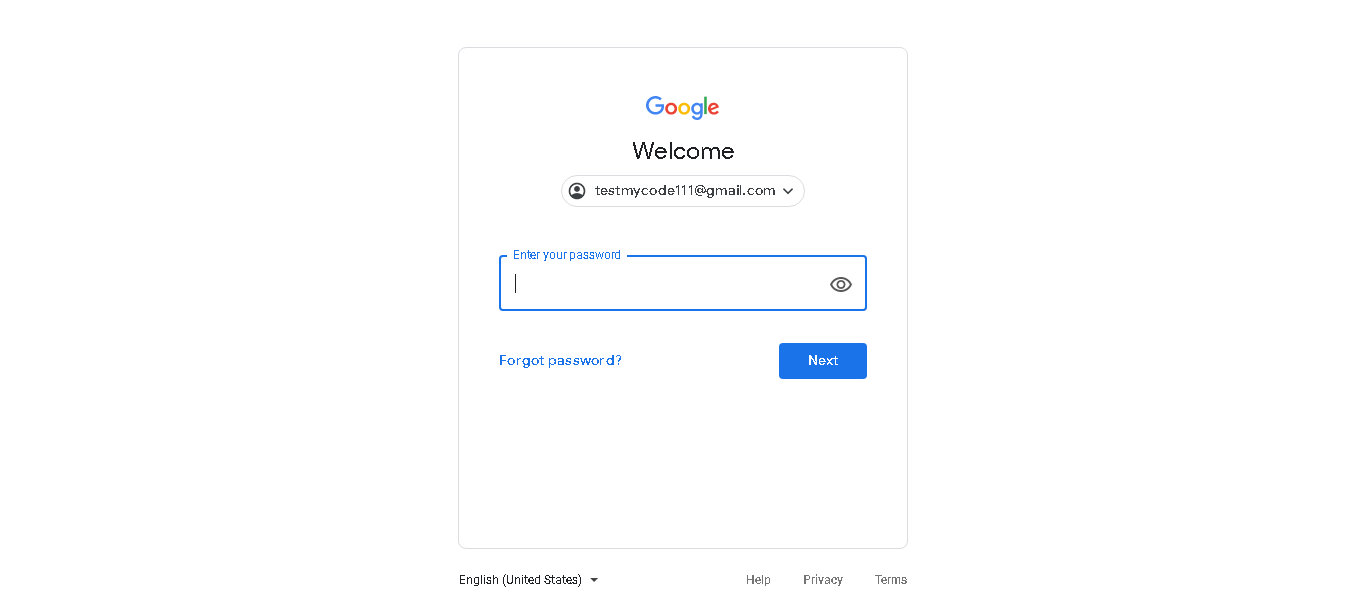 Google
Welcome
testmycode111@gmail.com
Enter your password
Forgot password?
Next
English (United States)
Help
Privacy
Terms